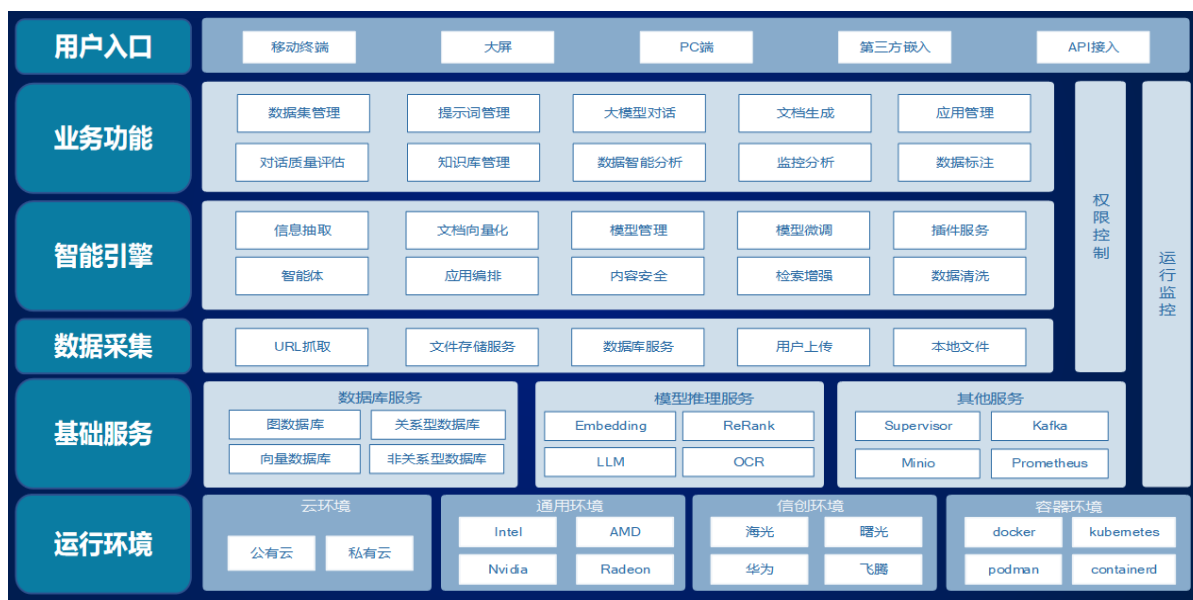 用户入口
移动终端
大屏
PC端
第三方嵌入
API接入
业务功能
数据集管理
提示词管理
大模型对话
文档生成
应用管理
对话质量评估
知识库管理
数据智能分析
监控分析
数据标注
智能引擎
信息抽取
文档向量化
模型管理
模型微调
插件服务
智能体
应用编排
内容安全
检索增强
数据清洗
数据采集
URL抓取
文件存储服务
数据库服务
用户上传
本地文件
权限控制
运行监控
基础服务
数据库服务
图数据库
关系型数据库
向量数据库
非关系型数据库
模型推理服务
Embedding
ReRank
LLM
OCR
其他服务
Supervisor
Kafka
Minio
Prometheus
运行环境
云环境
公有云
私有云
通用环境
Intel
AMD
Nvidia
Radeon
信创环境
海光
曙光
华为
飞腾
容器环境
docker
kubernetes
podman
containerd